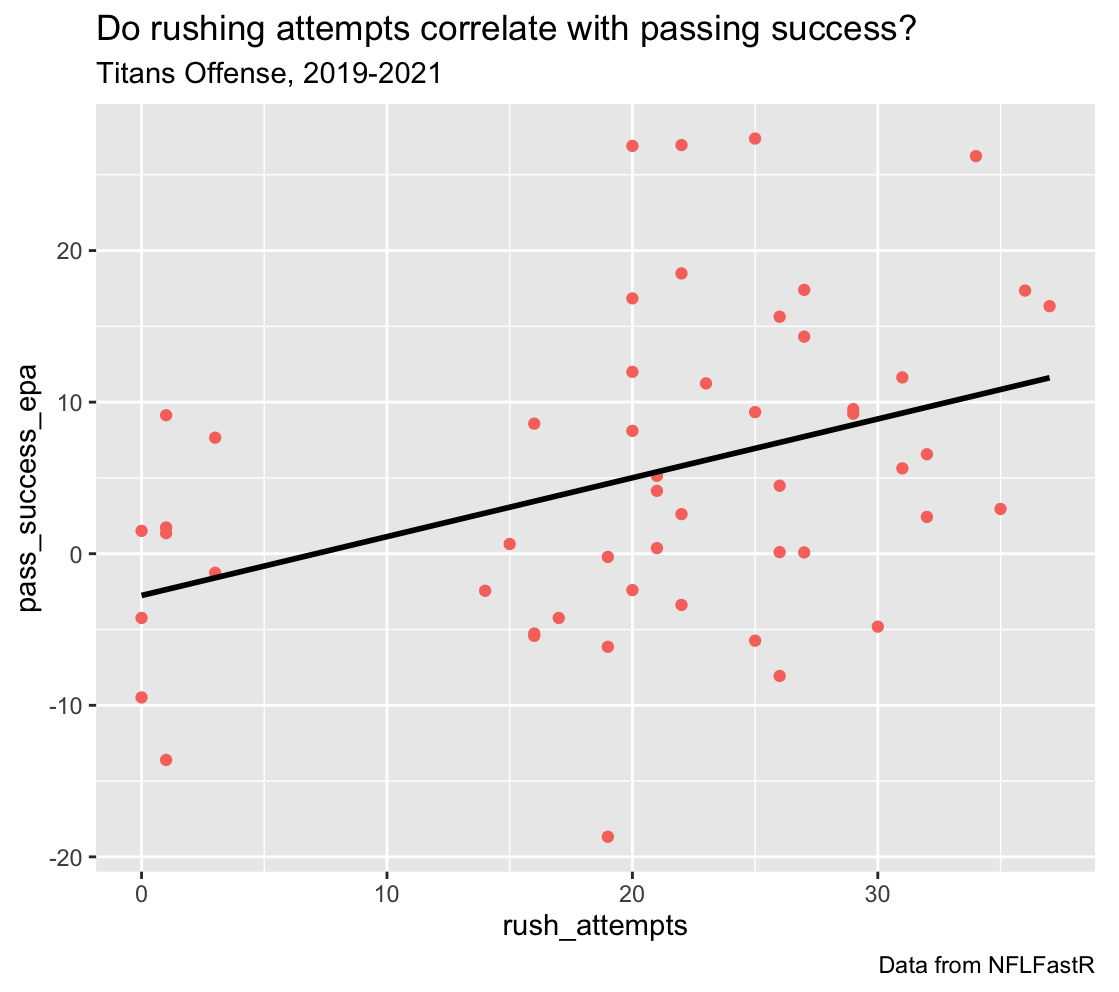 Do rushing attempts correlate with passing success?
Titans Offense, 2019-2021
pass_success_epa
20
10
0
-10
-20
0 10 20 30
rush_attempts
Data from NFLFastR